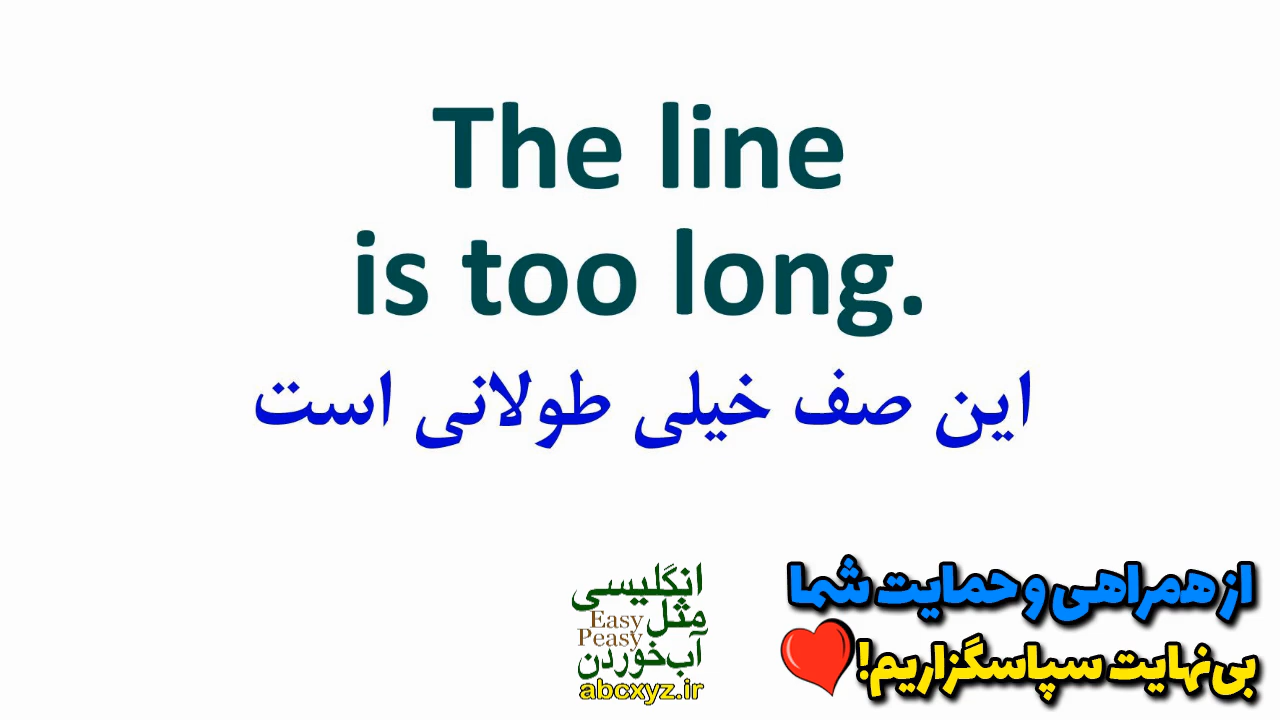 The line
is too long.
این صف خیلی طولانی است
انگلیسی
مثل
Easy
Peasy
آب‌خوردن
abcxyz.ir
از همراهی و حمایت شما
بی‌نهایت سپاسگزاریم!